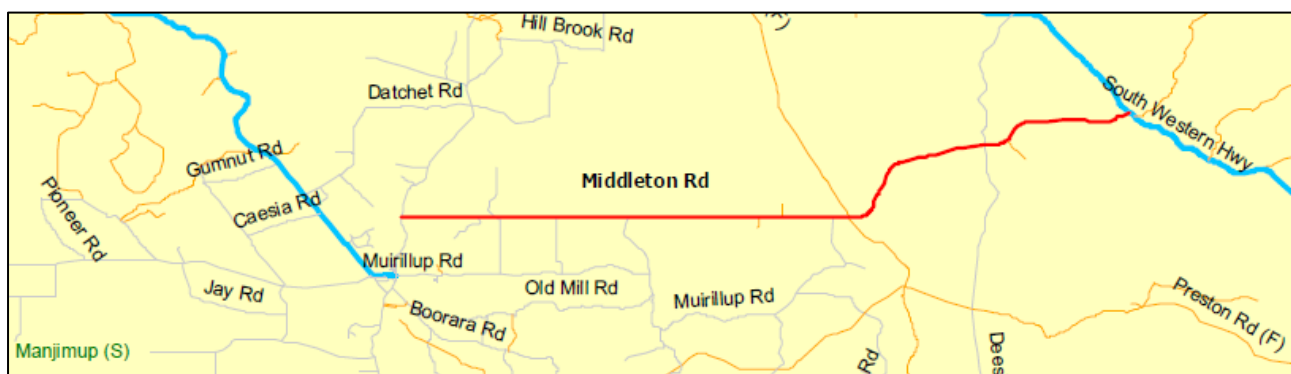 (F)
Hill Brook Rd
Datchet Rd
South Western Hwy
Gumnut Rd
Middleton Rd
Caesia Rd
Pioneer Rd
Muirillup Rd
Jay Rd
Old Mill Rd
Muirillup Rd
Preston Rd (F)
Boorara Rd
Manjimup (S)
Rd
Dees